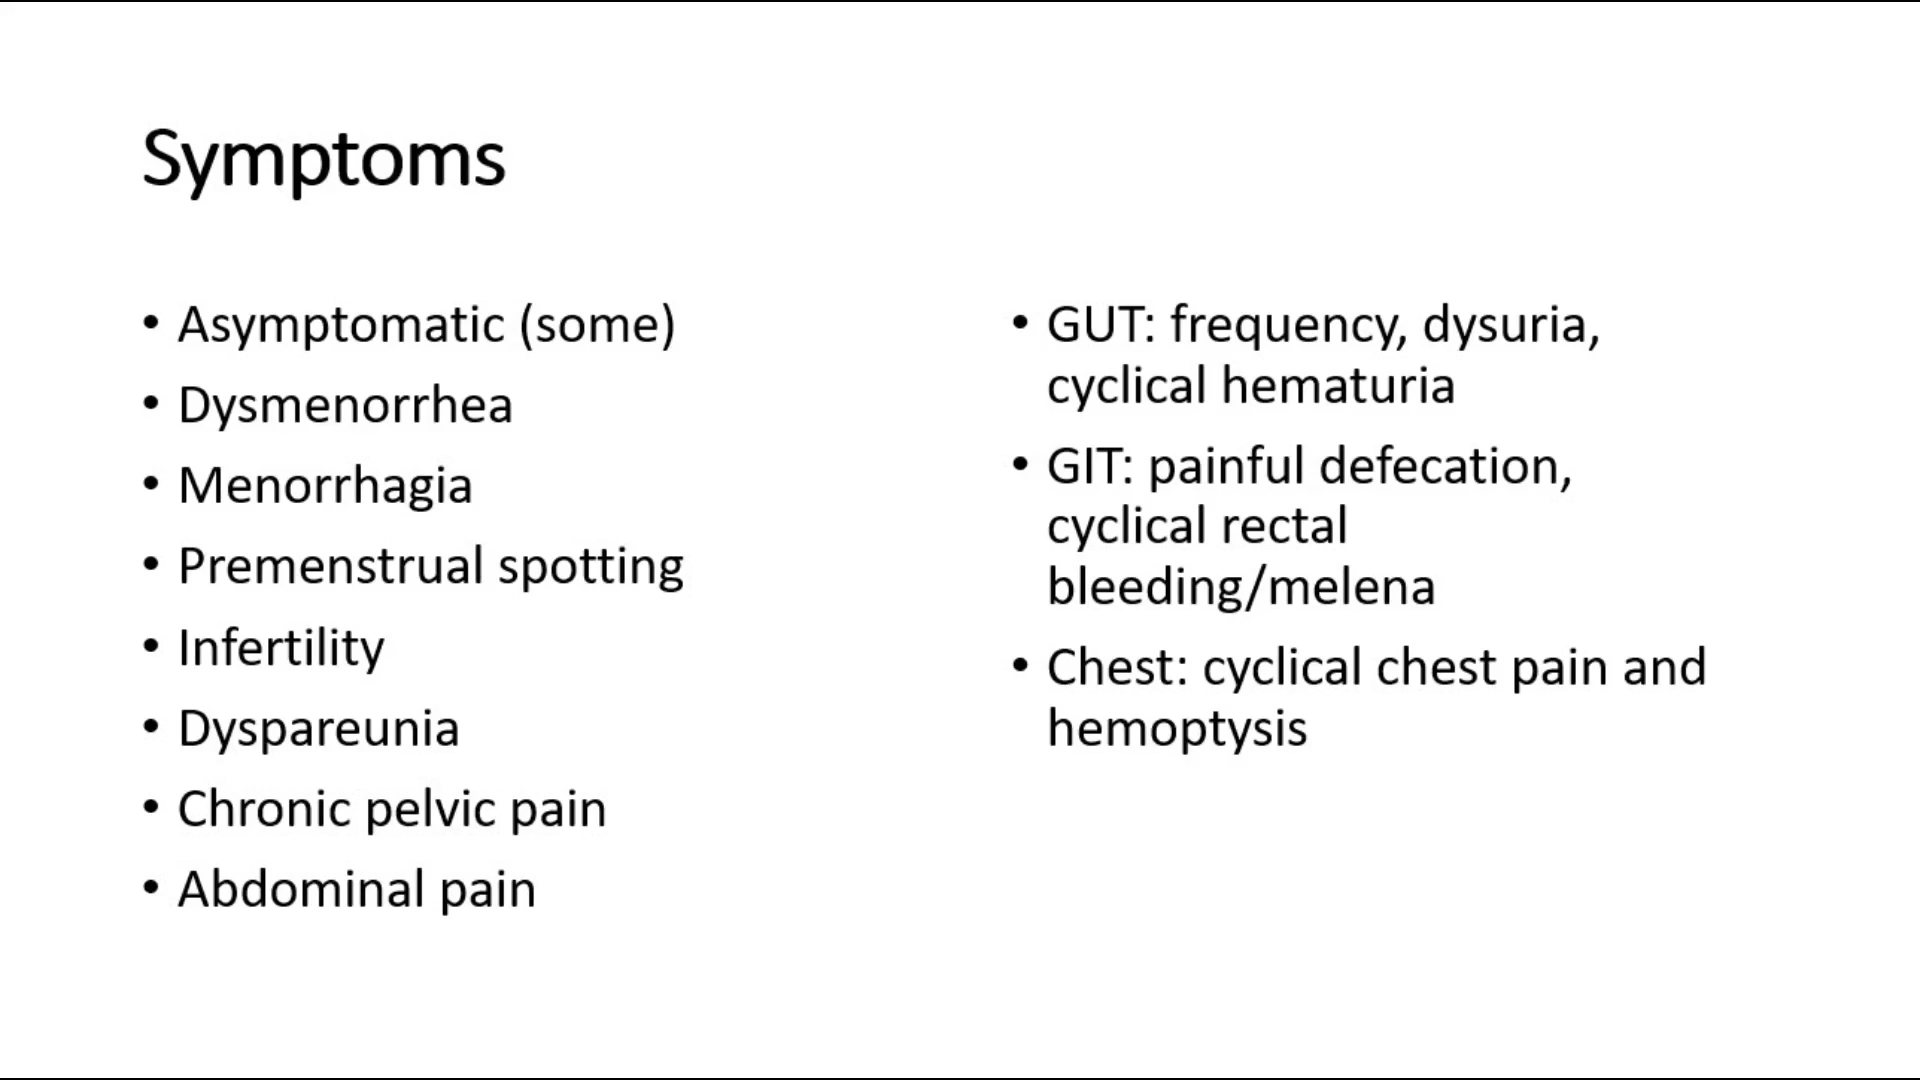 Symptoms
• Asymptomatic (some)
• Dysmenorrhea
• Menorrhagia
• Premenstrual spotting
• Infertility
• Dyspareunia
• Chronic pelvic pain
• Abdominal pain
• GUT: frequency, dysuria,
cyclical hematuria
• GIT: painful defecation,
cyclical rectal
bleeding/melena
• Chest: cyclical chest pain and
hemoptysis